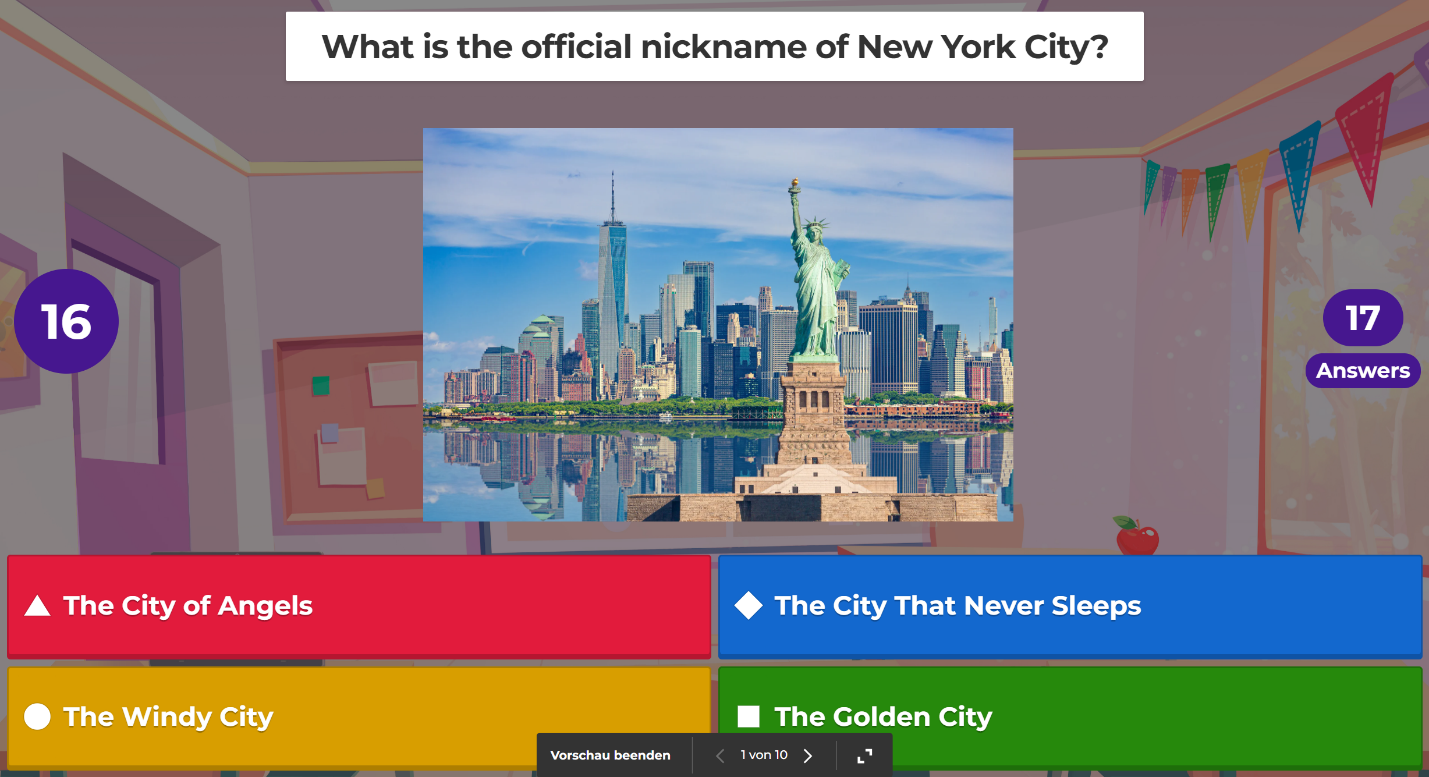 What is the official nickname of New York City?
16
17
Answers
The City of Angels
The City That Never Sleeps
The Windy City
The Golden City
Vorschau beenden
1 von 10